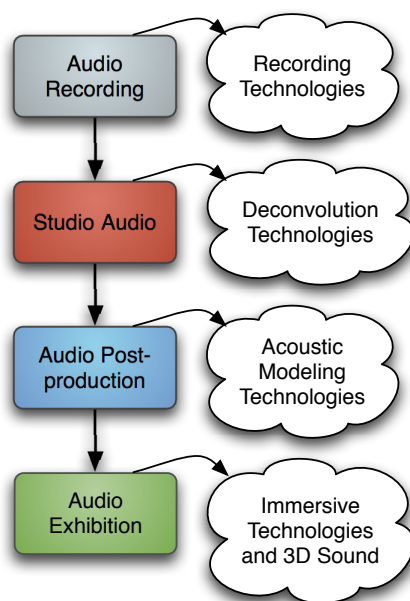 Audio
Recording
Recording
Technologies
Studio Audio
Deconvolution
Technologies
Audio Post-
production
Acoustic
Modeling
Technologies
Audio
Exhibition
Immersive
Technologies
and 3D Sound